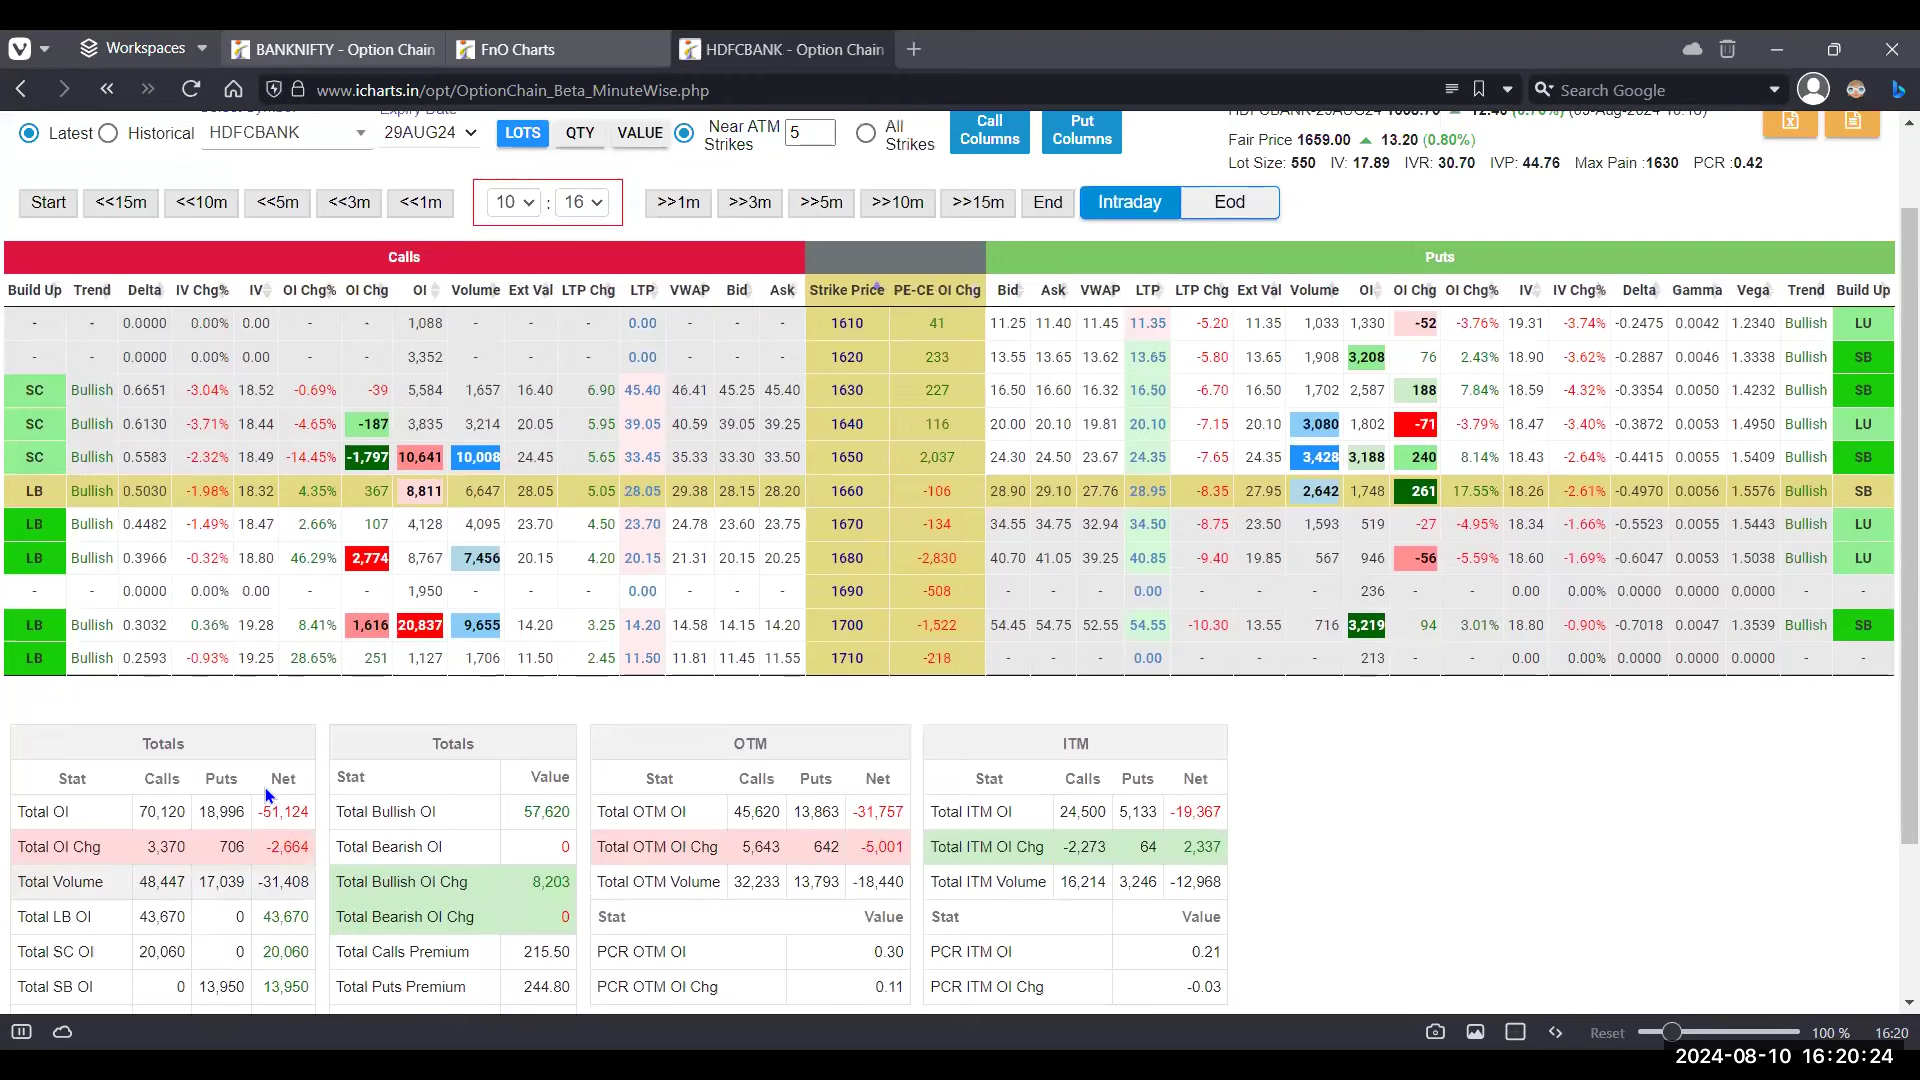 Workspaces BANKNIFTY - Option Chain FnO Charts HDFCBANK - Option Chain
www.icharts.in/opt/OptionChain_Beta_MinuteWise.php Search Google
Latest Historical HDFCBANK 29AUG24 LOTS QTY VALUE Near ATM Strikes 5 All Strikes Call Columns Put Columns
Fair Price 1659.00 13.20 (0.80%)
Lot Size: 550 IV: 17.89 IVR: 30.70 IVP: 44.76 Max Pain :1630 PCR :0.42
Start <<15m <<10m <<5m <<3m <<1m 10 : 16 >>1m >>3m >>5m >>10m >>15m End Intraday Eod
Calls Puts
Build Up Trend Delta IV Chg% IV OI Chg% OI Chg OI Volume Ext Val LTP Chg LTP VWAP Bid Ask Strike Price PE-CE OI Chg Bid Ask VWAP LTP LTP Chg Ext Val Volume OI OI Chg OI Chg% IV IV Chg% Delta Gamma Vega Trend Build Up
- - 0.0000 0.00% 0.00 - - 1,088 - - - 0.00 - - - 1610 41 11.25 11.40 11.45 11.35 -5.20 11.35 1,033 1,330 -52 -3.76% 19.31 -3.74% -0.2475 0.0042 1.2340 Bullish LU
- - 0.0000 0.00% 0.00 - - 3,352 - - - 0.00 - - - 1620 233 13.55 13.65 13.62 13.65 -5.80 13.65 1,908 3,208 76 2.43% 18.90 -3.62% -0.2887 0.0046 1.3338 Bullish SB
SC Bullish 0.6651 -3.04% 18.52 -0.69% -39 5,584 1,657 16.40 6.90 45.40 46.41 45.25 45.40 1630 227 16.50 16.60 16.32 16.50 -6.70 16.50 1,702 2,587 188 7.84% 18.59 -4.32% -0.3354 0.0050 1.4232 Bullish SB
SC Bullish 0.6130 -3.71% 18.44 -4.65% -187 3,835 3,214 20.05 5.95 39.05 40.59 39.05 39.25 1640 116 20.00 20.10 19.81 20.10 -7.15 20.10 3,080 1,802 -71 -3.79% 18.47 -3.40% -0.3872 0.0053 1.4950 Bullish LU
SC Bullish 0.5583 -2.32% 18.49 -14.45% -1,797 10,641 10,008 24.45 5.65 33.45 35.33 33.30 33.50 1650 2,037 24.30 24.50 23.67 24.35 -7.65 24.35 3,428 3,188 240 8.14% 18.43 -2.64% -0.4415 0.0055 1.5409 Bullish SB
LB Bullish 0.5030 -1.98% 18.32 4.35% 367 8,811 6,647 28.05 5.05 28.05 29.38 28.15 28.20 1660 -106 28.90 29.10 27.76 28.95 -8.35 27.95 2,642 1,748 261 17.55% 18.26 -2.61% -0.4970 0.0056 1.5576 Bullish SB
LB Bullish 0.4482 -1.49% 18.47 2.66% 107 4,128 4,095 23.70 4.50 23.70 24.78 23.60 23.75 1670 -134 34.55 34.75 32.94 34.50 -8.75 23.50 1,593 519 -27 -4.95% 18.34 -1.66% -0.5523 0.0055 1.5443 Bullish LU
LB Bullish 0.3966 -0.32% 18.80 46.29% 2,774 8,767 7,456 20.15 4.20 20.15 21.31 20.15 20.25 1680 -2,830 40.70 41.05 39.25 40.85 -9.40 19.85 567 946 -56 -5.59% 18.60 -1.69% -0.6047 0.0053 1.5038 Bullish LU
- - 0.0000 0.00% 0.00 - - 1,950 - - - 0.00 - - - 1690 -508 - - - 0.00 - - - 236 - - 0.00 0.00% 0.0000 0.0000 0.0000 - -
LB Bullish 0.3032 0.36% 19.28 8.41% 1,616 20,837 9,655 14.20 3.25 14.20 14.58 14.15 14.20 1700 -1,522 54.45 54.75 52.55 54.55 -10.30 13.55 716 3,219 94 3.01% 18.80 -0.90% -0.7018 0.0047 1.3539 Bullish SB
LB Bullish 0.2593 -0.93% 19.25 28.65% 251 1,127 1,706 11.50 2.45 11.50 11.81 11.45 11.55 1710 -218 - - - 0.00 - - - 213 - - 0.00 0.00% 0.0000 0.0000 0.0000 - -
Totals Totals OTM ITM
Stat Calls Puts Net Stat Value Stat Calls Puts Net Stat Calls Puts Net
Total OI 70,120 18,996 -51,124 Total Bullish OI 57,620 Total OTM OI 45,620 13,863 -31,757 Total ITM OI 24,500 5,133 -19,367
Total OI Chg 3,370 706 -2,664 Total Bearish OI 0 Total OTM OI Chg 5,643 642 -5,001 Total ITM OI Chg -2,273 64 2,337
Total Volume 48,447 17,039 -31,408 Total Bullish OI Chg 8,203 Total OTM Volume 32,233 13,793 -18,440 Total ITM Volume 16,214 3,246 -12,968
Total LB OI 43,670 0 43,670 Total Bearish OI Chg 0 Stat Value Stat Value
Total SC OI 20,060 0 20,060 Total Calls Premium 215.50 PCR OTM OI 0.30 PCR ITM OI 0.21
Total SB OI 0 13,950 13,950 Total Puts Premium 244.80 PCR OTM OI Chg 0.11 PCR ITM OI Chg -0.03
Reset 100 % 16:20
2024-08-10 16:20:24